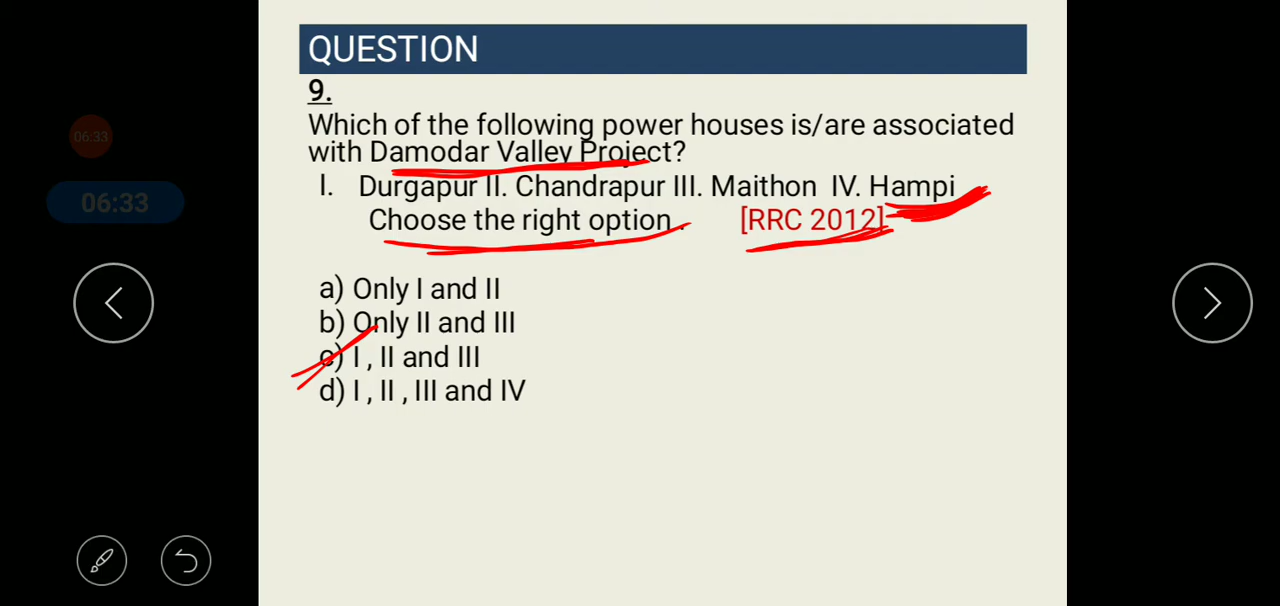 QUESTION
9.
06:33
Which of the following power houses is/are associated
with Damodar Valley Project?
I. Durgapur II. Chandrapur III. Maithon IV. Hampi
06:33
Choose the right option. [RRC 2012]
a) Only I and II
b) Only II and III
c) I , II and III
d) I , II , III and IV